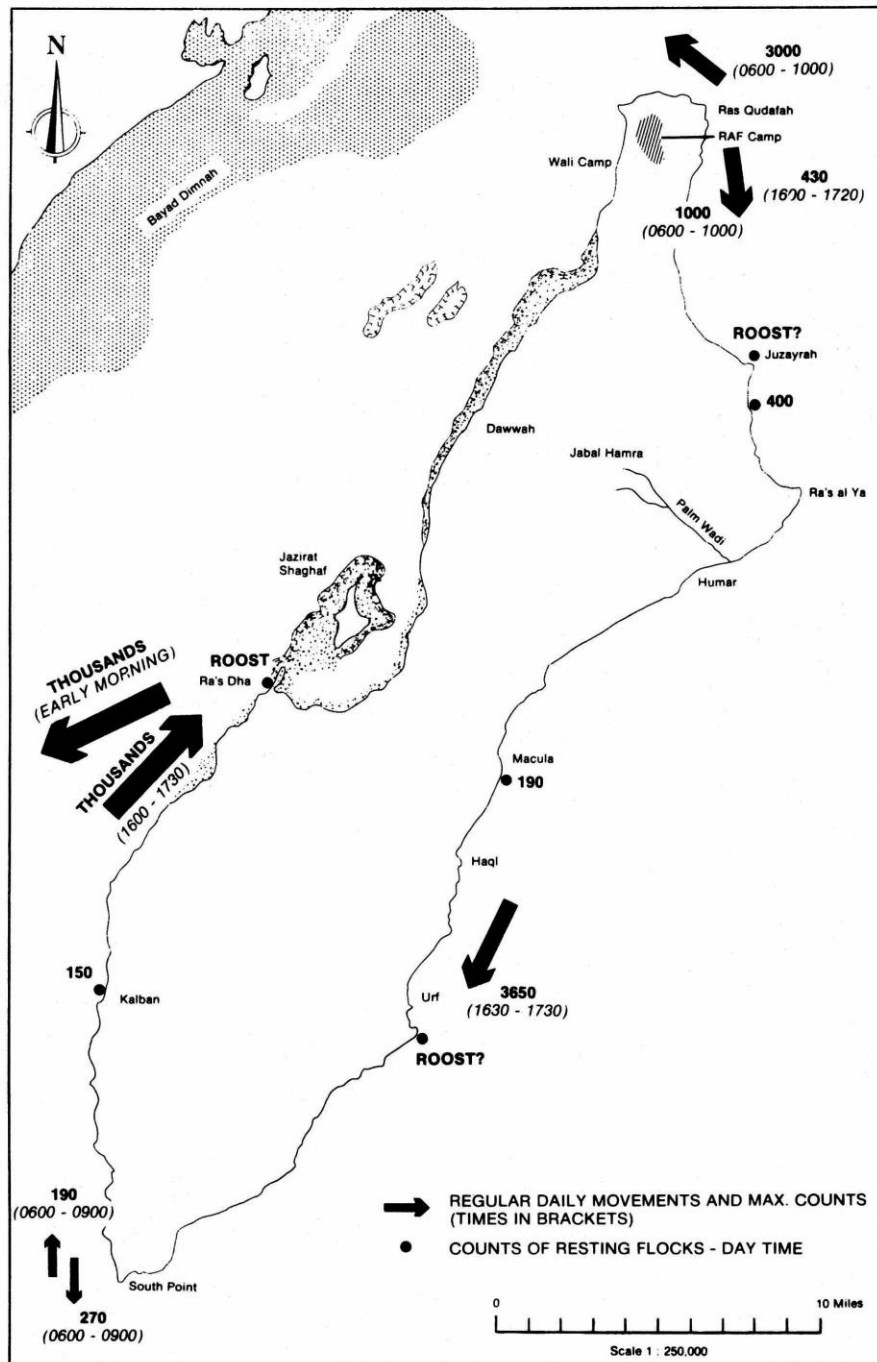 N
3000
(0600 - 1000)
Ras Qudafah
RAF Camp
Wali Camp
430
(1600 - 1720)
1000
(0600 - 1000)
Bayad Dimnah
ROOST?
Juzayrah
400
Dawwah
Jabal Hamra
Ra's al Ya
Palm Wadi
Humar
Jazirat
Shaghaf
THOUSANDS
(EARLY MORNING)
ROOST
Ra's Dha
THOUSANDS
(1600 - 1730)
Macula
190
Haql
150
Kalban
3650
(1630 - 1730)
Urf
ROOST?
190
(0600 - 0900)
REGULAR DAILY MOVEMENTS AND MAX. COUNTS
(TIMES IN BRACKETS)
COUNTS OF RESTING FLOCKS - DAY TIME
South Point
270
(0600 - 0900)
0 10 Miles
Scale 1 : 250,000